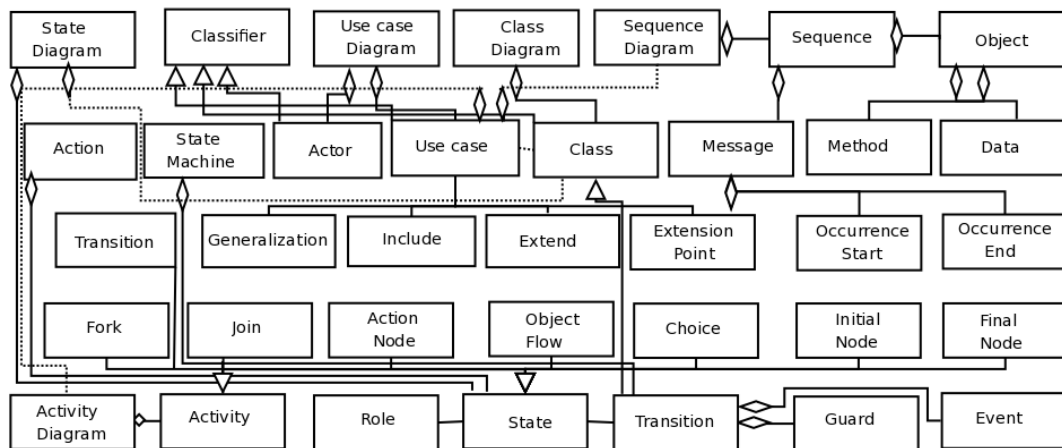 State
Diagram
Classifier
Use case
Diagram
Class
Diagram
Sequence
Diagram
Sequence
Object
Action
State
Machine
Actor
Use case
Class
Message
Method
Data
Transition
Generalization
Include
Extend
Extension
Point
Occurrence
Start
Occurrence
End
Fork
Join
Action
Node
Object
Flow
Choice
Initial
Node
Final
Node
Activity
Diagram
Activity
Role
State
Transition
Guard
Event